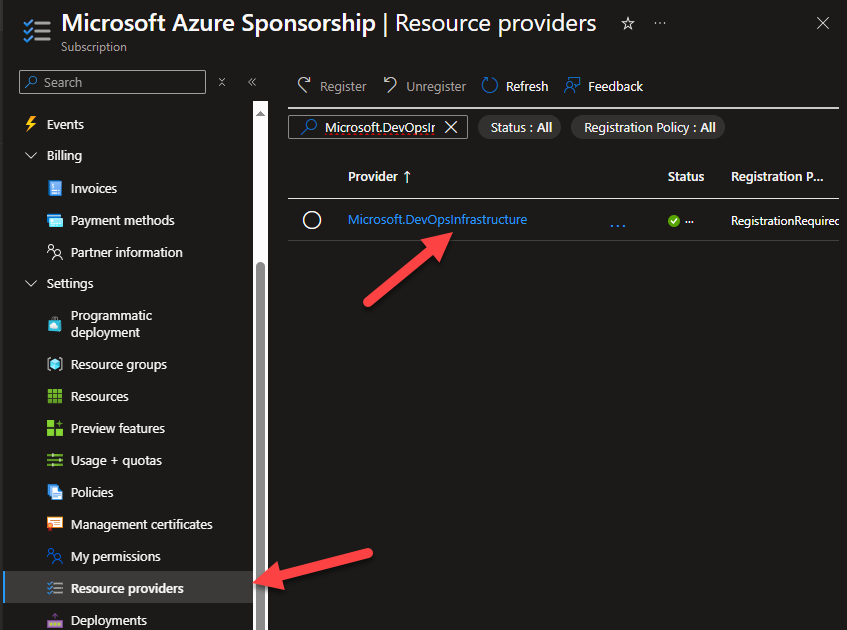 Microsoft Azure Sponsorship | Resource providers
Subscription
Search
Register
Unregister
Refresh
Feedback
Events
Billing
Invoices
Payment methods
Partner information
Settings
Programmatic
deployment
Resource groups
Resources
Preview features
Usage + quotas
Policies
Management certificates
My permissions
Resource providers
Deployments
Microsoft.DevOpsIr
Status : All
Registration Policy : All
Provider ↑
Status
Registration P...
Microsoft.DevOpsInfrastructure
...
...
RegistrationRequired